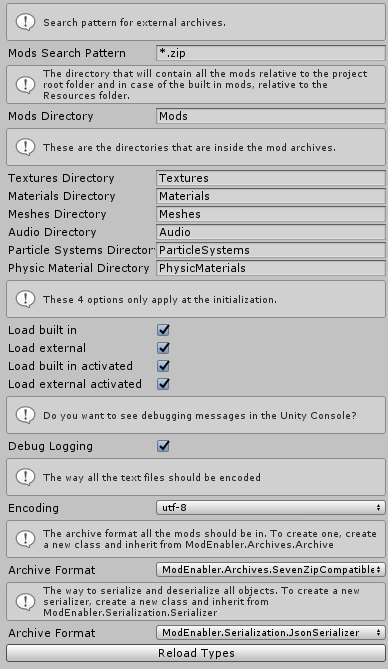 Search pattern for external archives.
Mods Search Pattern
*.zip
The directory that will contain all the mods relative to the project
root folder and in case of the built in mods, relative to the
Resources folder.
Mods Directory
Mods
These are the directories that are inside the mod archives.
Textures Directory
Textures
Materials Directory
Materials
Meshes Directory
Meshes
Audio Directory
Audio
Particle Systems Director
ParticleSystems
Physic Material Directory
PhysicMaterials
These 4 options only apply at the initialization.
Load built in
Load external
Load built in activated
Load external activated
Do you want to see debugging messages in the Unity Console?
Debug Logging
The way all the text files should be encoded
Encoding
utf-8
The archive format all the mods should be in. To create one, create
a new class and inherit from ModEnabler.Archives.Archive
Archive Format
ModEnabler.Archives.SevenZipCompatible
The way to serialize and deserialize all objects. To create a new
serializer, create a new class and inherit from
ModEnabler.Serialization.Serializer
Archive Format
ModEnabler.Serialization.JsonSerializer
Reload Types